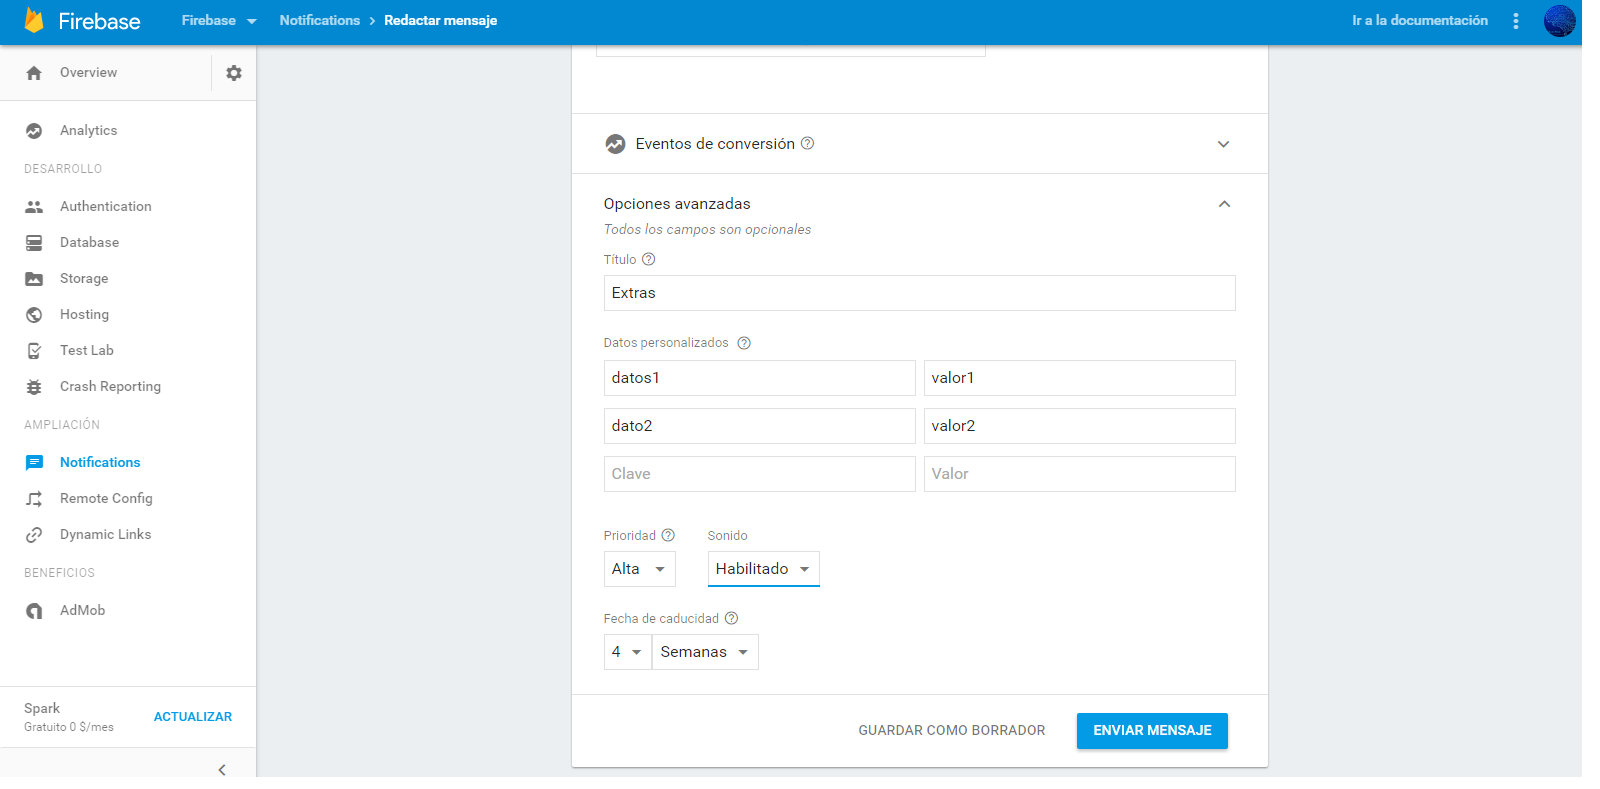 Firebase
Firebase Notifications > Redactar mensaje
Ir a la documentación
Overview
Analytics
DESARROLLO
Authentication
Database
Storage
Hosting
Test Lab
Crash Reporting
AMPLIACIÓN
Notifications
Remote Config
Dynamic Links
BENEFICIOS
AdMob
Spark
Gratuito 0 $/mes
ACTUALIZAR
Eventos de conversión
Opciones avanzadas
Todos los campos son opcionales
Título
Extras
Datos personalizados
datos1 valor1
dato2 valor2
Clave Valor
Prioridad Sonido
Alta Habilitado
Fecha de caducidad
4 Semanas
GUARDAR COMO BORRADOR ENVIAR MENSAJE